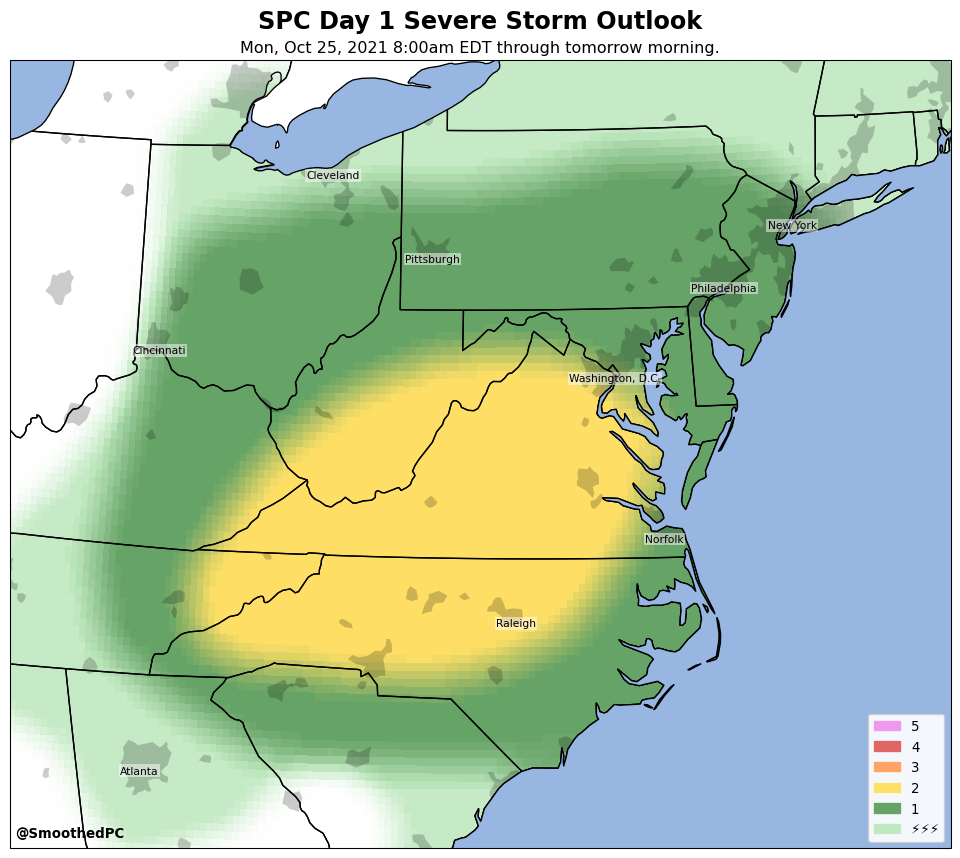 SPC Day 1 Severe Storm Outlook
Mon, Oct 25, 2021 8:00am EDT through tomorrow morning.
Cleveland
New York
Pittsburgh
Philadelphia
Cincinnati
Washington, D.C.
Norfolk
Raleigh
Atlanta
5
4
3
2
1
⚡⚡⚡
@SmoothedPC